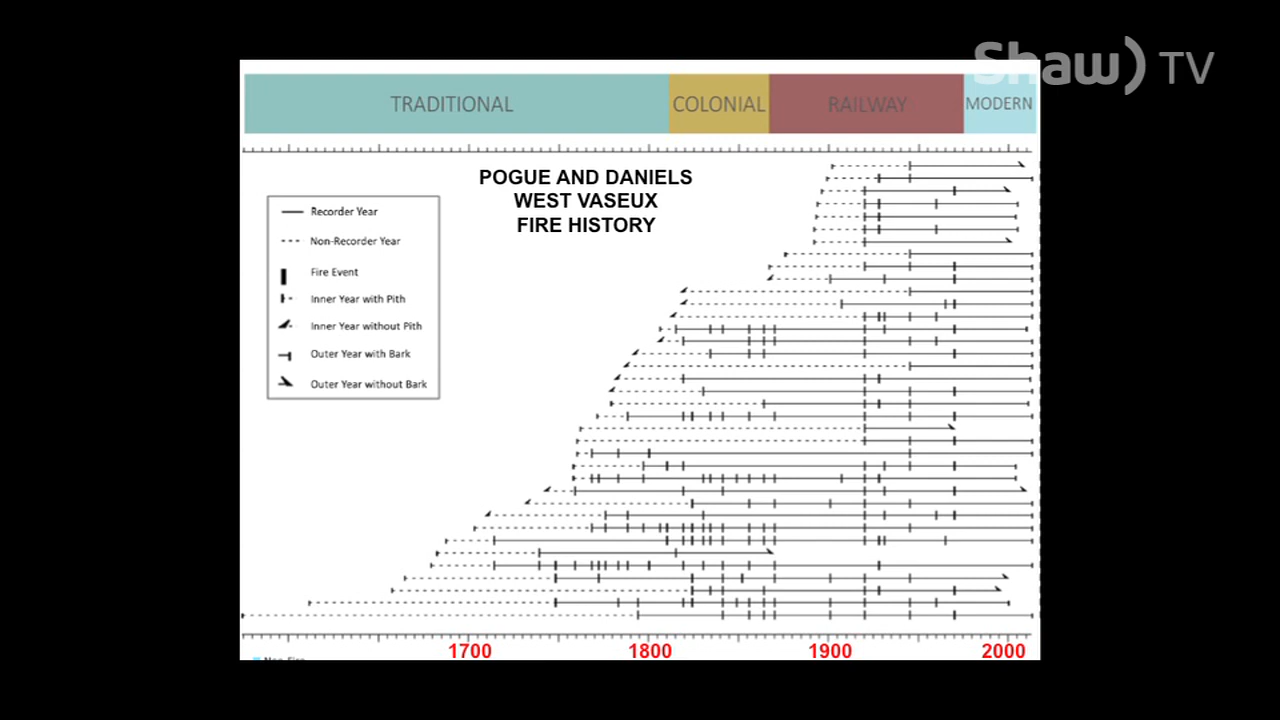 Shaw) TV
TRADITIONAL
COLONIAL
RAILWAY
MODERN
POGUE AND DANIELS
WEST VASEUX
FIRE HISTORY
Recorder Year
Non-Recorder Year
Fire Event
Inner Year with Pith
Inner Year without Pith
Outer Year with Bark
Outer Year without Bark
1700
1800
1900
2000